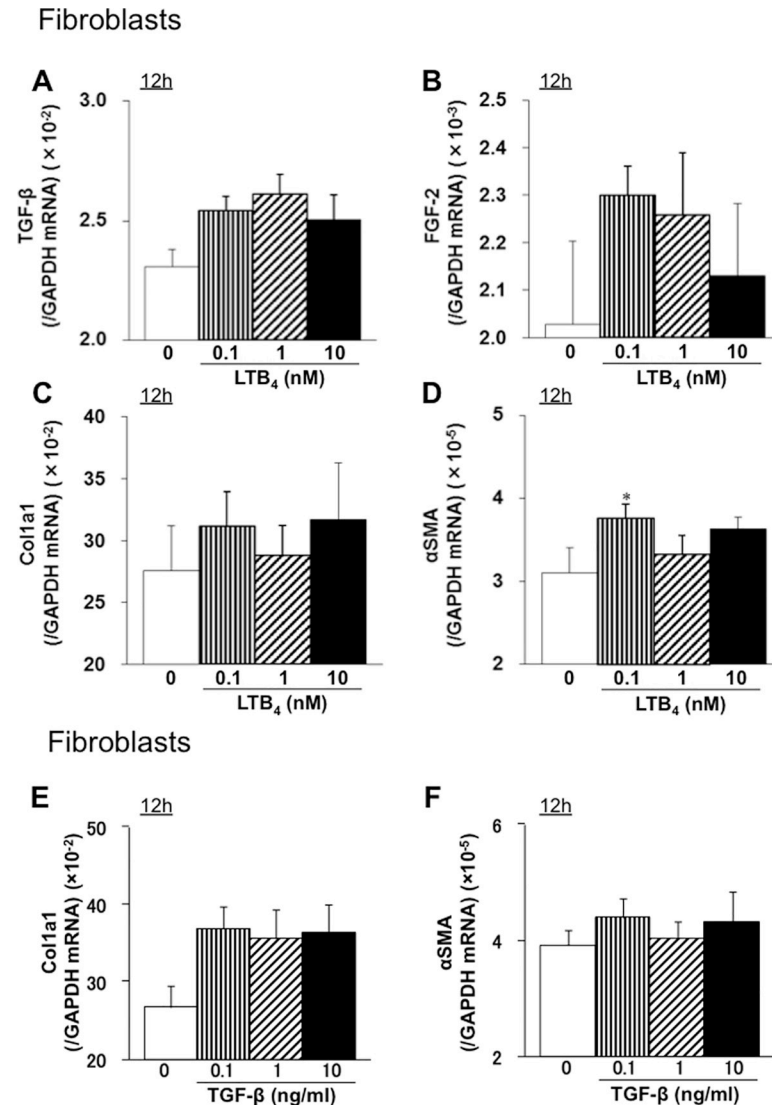 Fibroblasts
A
12h
TGF-β
(/GAPDH mRNA) (×10⁻²)
3.0
2.5
2.0
0 0.1 1 10
LTB₄ (nM)
B
12h
FGF-2
(/GAPDH mRNA) (×10⁻³)
2.5
2.4
2.3
2.2
2.1
2.0
0 0.1 1 10
LTB₄ (nM)
C
12h
Col1a1
(/GAPDH mRNA) (×10⁻²)
40
35
30
25
20
0 0.1 1 10
LTB₄ (nM)
D
12h
αSMA
(/GAPDH mRNA) (×10⁻⁵)
5
4
3
2
*
0 0.1 1 10
LTB₄ (nM)
Fibroblasts
E
12h
Col1a1
(/GAPDH mRNA) (×10⁻²)
50
40
30
20
0 0.1 1 10
TGF-β (ng/ml)
F
12h
αSMA
(/GAPDH mRNA) (×10⁻⁵)
6
4
2
0 0.1 1 10
TGF-β (ng/ml)